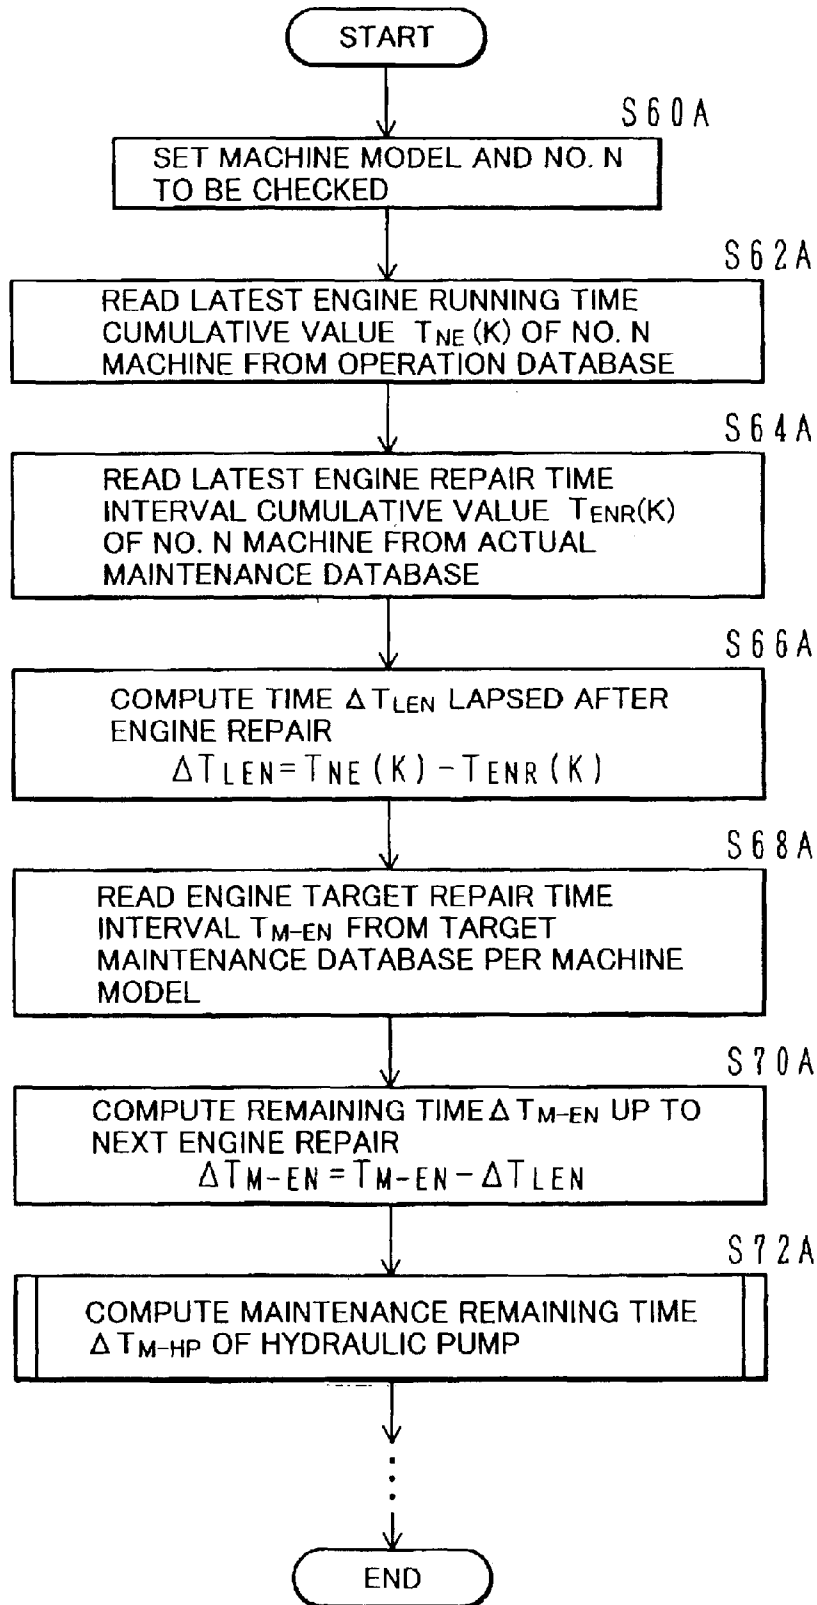 START
S60A
SET MACHINE MODEL AND NO. N
TO BE CHECKED
S62A
READ LATEST ENGINE RUNNING TIME
CUMULATIVE VALUE TNE (K) OF NO. N
MACHINE FROM OPERATION DATABASE
S64A
READ LATEST ENGINE REPAIR TIME
INTERVAL CUMULATIVE VALUE TENR(K)
OF NO. N MACHINE FROM ACTUAL
MAINTENANCE DATABASE
S66A
COMPUTE TIME ΔTLEN LAPSED AFTER
ENGINE REPAIR
ΔTLEN=TNE (K)-TENR (K)
S68A
READ ENGINE TARGET REPAIR TIME
INTERVAL TM-EN FROM TARGET
MAINTENANCE DATABASE PER MACHINE
MODEL
S70A
COMPUTE REMAINING TIME ΔTM-EN UP TO
NEXT ENGINE REPAIR
ΔTM-EN=TM-EN-ΔTLEN
S72A
COMPUTE MAINTENANCE REMAINING TIME
ΔTM-HP OF HYDRAULIC PUMP
END